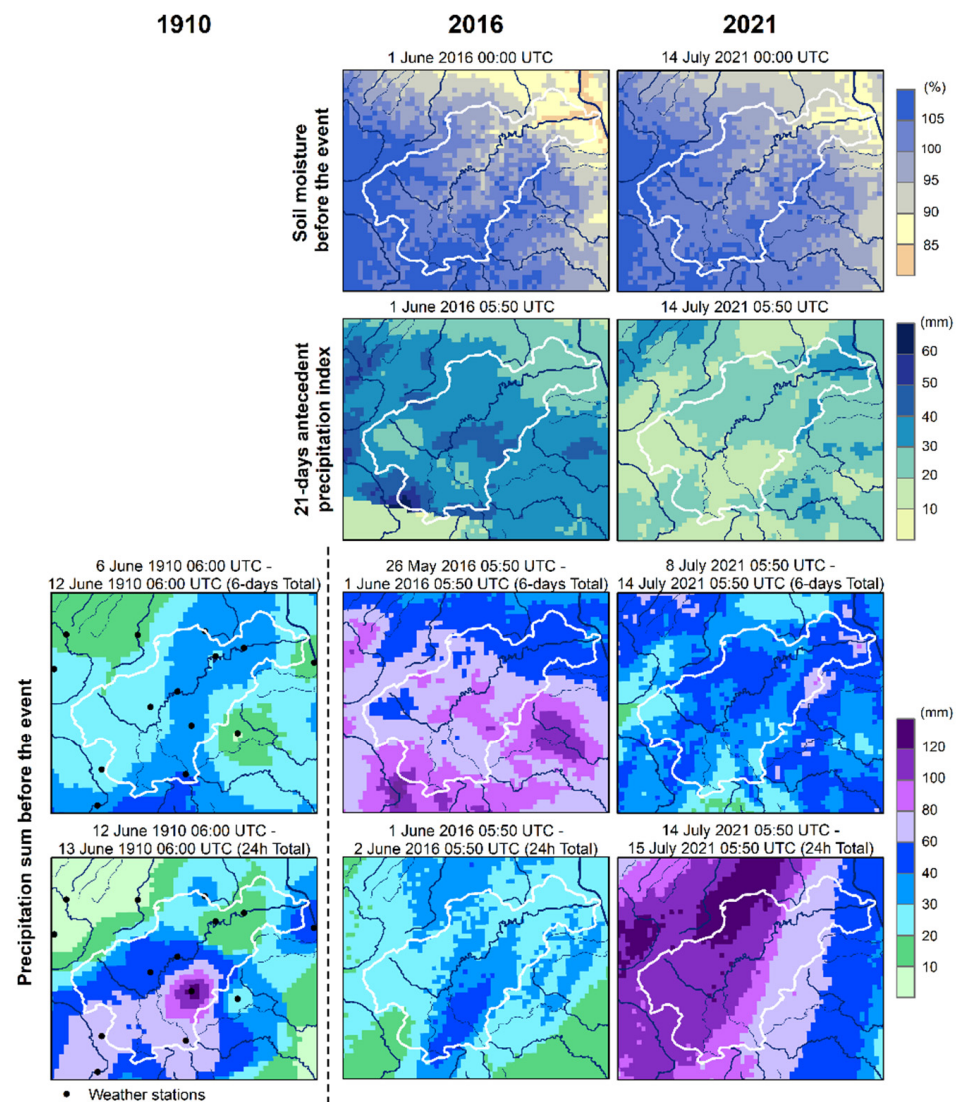 1910
2016
2021
1 June 2016 00:00 UTC
14 July 2021 00:00 UTC
Soil moisture
before the event
(%)
105
100
95
90
85
1 June 2016 05:50 UTC
14 July 2021 05:50 UTC
21-days antecedent
precipitation index
(mm)
60
50
40
30
20
10
Precipitation sum before the event
6 June 1910 06:00 UTC -
12 June 1910 06:00 UTC (6-days Total)
26 May 2016 05:50 UTC -
1 June 2016 05:50 UTC (6-days Total)
8 July 2021 05:50 UTC -
14 July 2021 05:50 UTC (6-days Total)
(mm)
120
100
80
60
40
30
20
10
12 June 1910 06:00 UTC -
13 June 1910 06:00 UTC (24h Total)
1 June 2016 05:50 UTC -
2 June 2016 05:50 UTC (24h Total)
14 July 2021 05:50 UTC -
15 July 2021 05:50 UTC (24h Total)
Weather stations